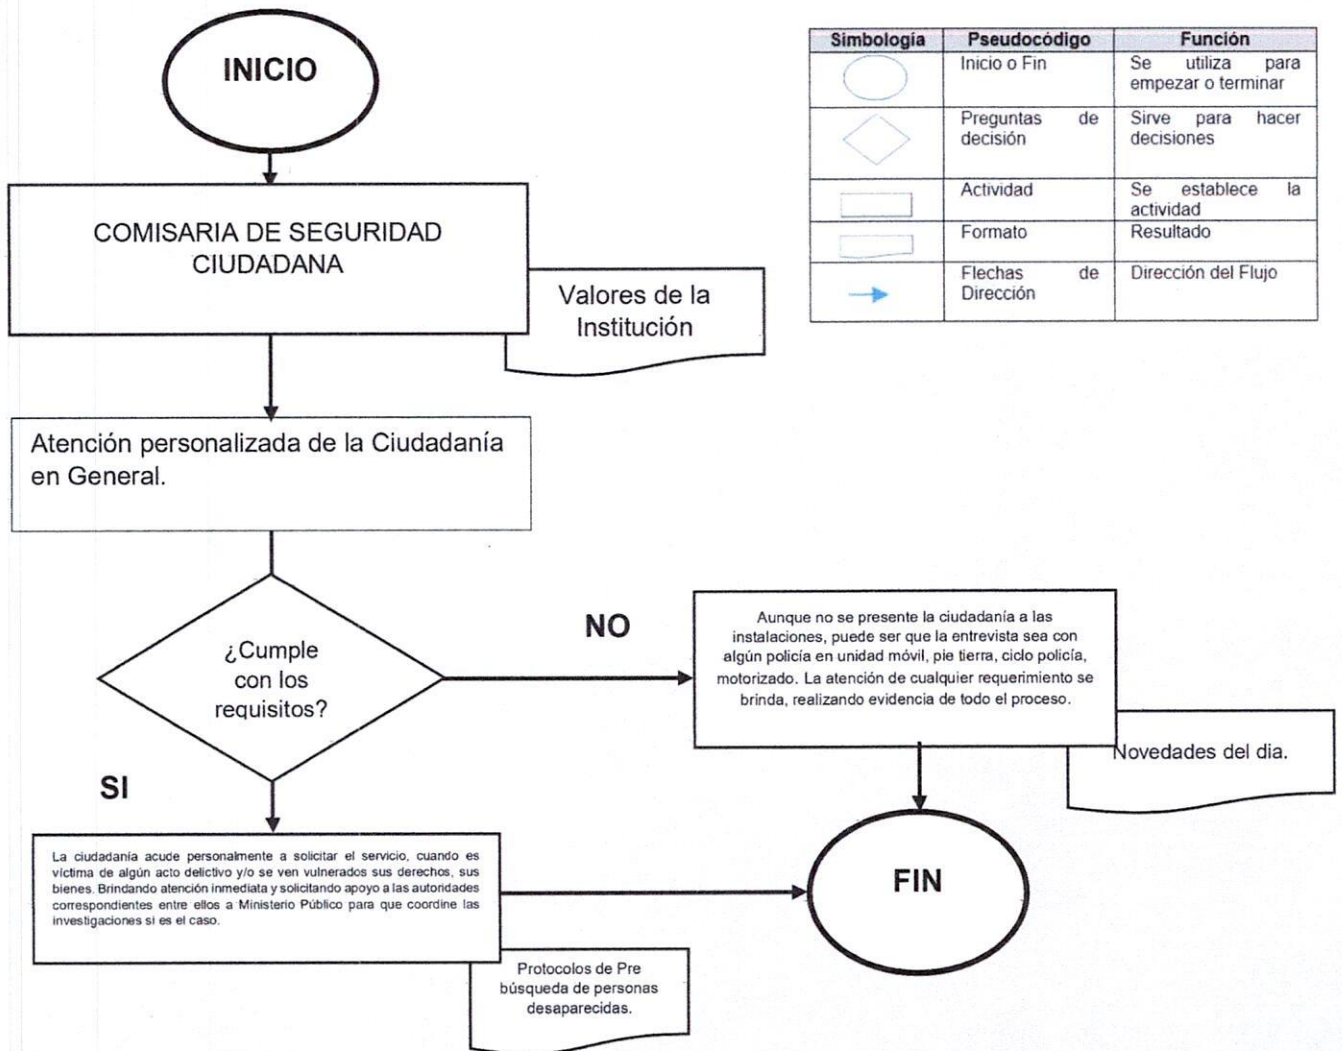 INICIO
Simbología Pseudocódigo Función
Inicio o Fin Se utiliza para
empezar o terminar
Preguntas de Sirve para hacer
decisión decisiones
Actividad Se establece la
actividad
Formato Resultado
Flechas de Dirección del Flujo
Dirección
COMISARIA DE SEGURIDAD
CIUDADANA
Valores de la
Institución
Atención personalizada de la Ciudadanía
en General.
¿Cumple
con los
requisitos?
NO
Aunque no se presente la ciudadanía a las
instalaciones, puede ser que la entrevista sea con
algún policía en unidad móvil, pie tierra, ciclo policía,
motorizado. La atención de cualquier requerimiento se
brinda, realizando evidencia de todo el proceso.
Novedades del dia.
SI
La ciudadanía acude personalmente a solicitar el servicio, cuando es
víctima de algún acto delictivo y/o se ven vulnerados sus derechos, sus
bienes. Brindando atención inmediata y solicitando apoyo a las autoridades
correspondientes entre ellos a Ministerio Público para que coordine las
investigaciones si es el caso.
FIN
Protocolos de Pre
búsqueda de personas
desaparecidas.